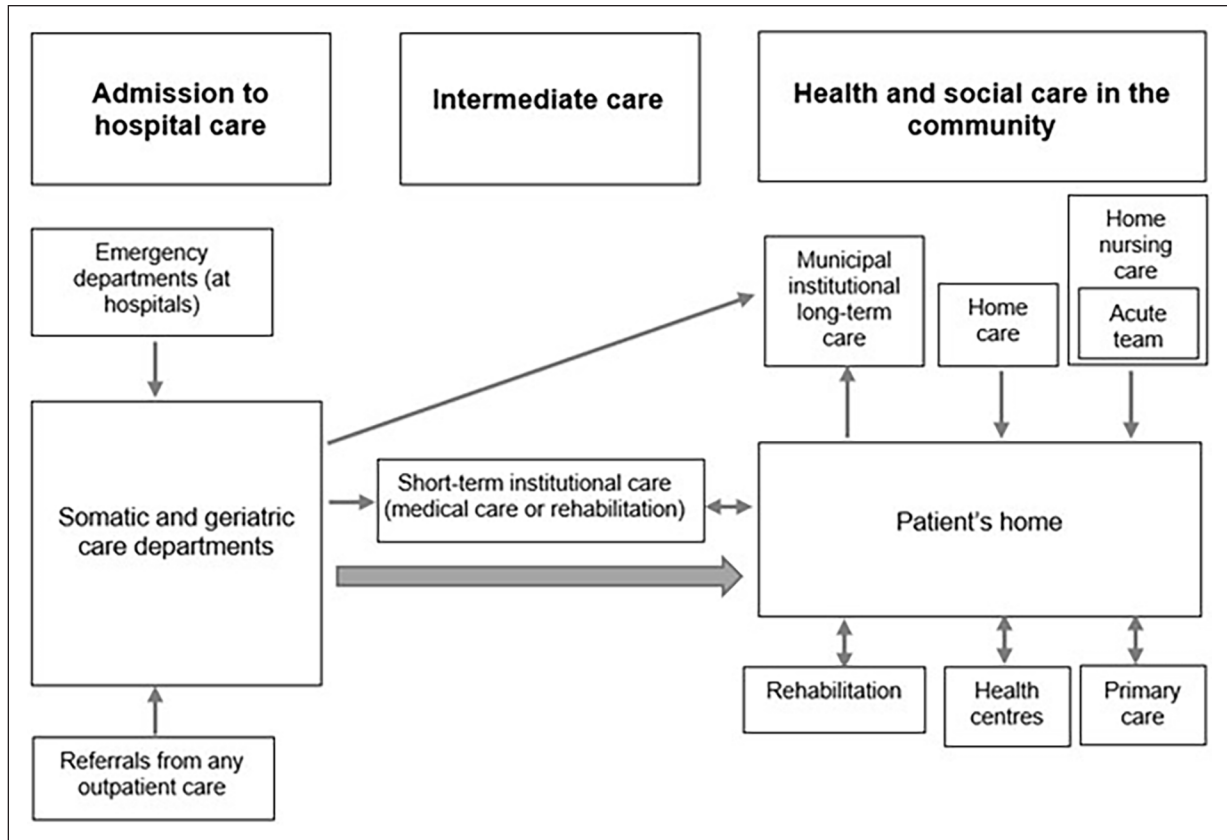 Admission to
hospital care
Intermediate care
Health and social care in the
community
Emergency
departments (at
hospitals)
Municipal
institutional
long-term
care
Home
care
Home
nursing
care
Acute
team
Somatic and geriatric
care departments
Short-term institutional care
(medical care or rehabilitation)
Patient’s home
Rehabilitation
Health
centres
Primary
care
Referrals from any
outpatient care